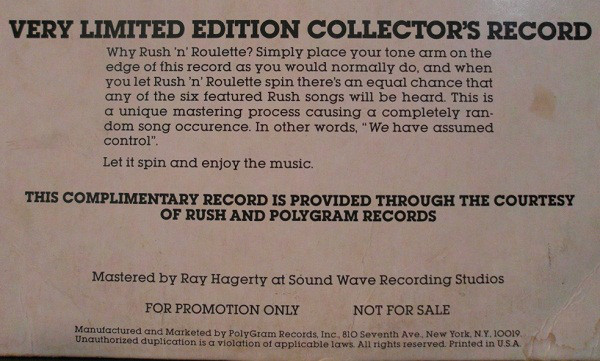 VERY LIMITED EDITION COLLECTOR'S RECORD
Why Rush 'n' Roulette? Simply place your tone arm on the
edge of this record as you would normally do, and when
you let Rush 'n' Roulette spin there's an equal chance that
any of the six featured Rush songs will be heard. This is
a unique mastering process causing a completely ran-
dom song occurence. In other words, "We have assumed
control".
Let it spin and enjoy the music.
THIS COMPLIMENTARY RECORD IS PROVIDED THROUGH THE COURTESY
OF RUSH AND POLYGRAM RECORDS
Mastered by Ray Hagerty at Sound Wave Recording Studios
FOR PROMOTION ONLY NOT FOR SALE
Manufactured and Marketed by PolyGram Records, Inc., 810 Seventh Ave., New York, N.Y. 10019.
Unauthorized duplication is a violation of applicable laws. All rights reserved. Printed in U.S.A.